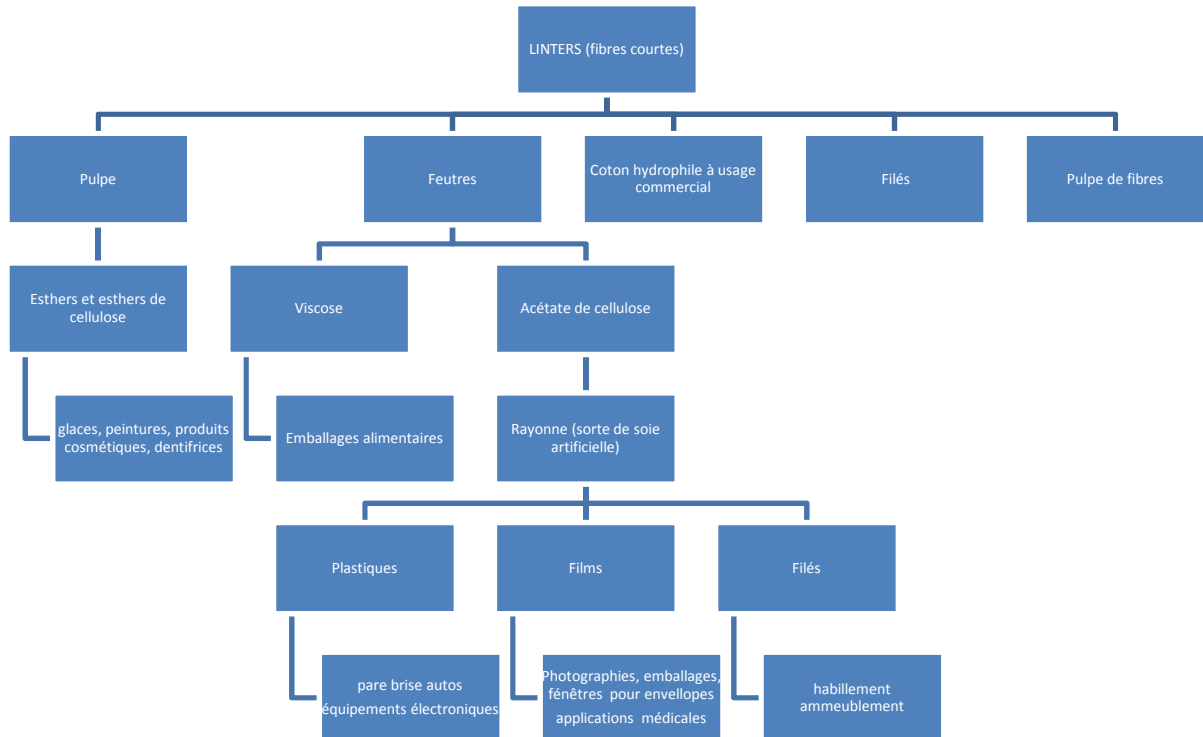 LINTERS (fibres courtes)
Pulpe
Feutres
Coton hydrophile à usage
commercial
Filés
Pulpe de fibres
Esthers et esthers de
cellulose
Viscose
Acétate de cellulose
glaces, peintures, produits
cosmétiques, dentifrices
Emballages alimentaires
Rayonne (sorte de soie
artificielle)
Plastiques
Films
Filés
pare brise autos
équipements électroniques
Photographies, emballages,
fénêtres pour envellopes
applications médicales
habillement
ammeublement